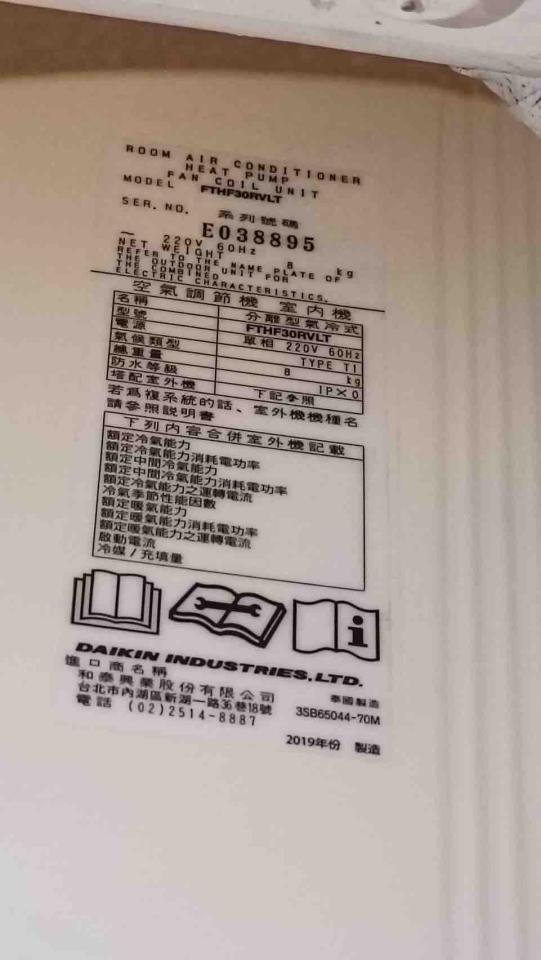 ROOM AIR CONDITIONER
HEAT PUMP
FAN COIL UNIT
MODEL FTHF30RVLT
SER. NO. 系列號碼
E038895
~ 220V 60Hz
NET WEIGHT 8 kg
REFER TO THE NAME PLATE OF
THE OUTDOOR UNIT FOR
THE COMBINED
ELECTRIC CHARACTERISTICS.
空氣調節機 室內機
名稱 分離型氣冷式
型號 FTHF30RVLT
電源 單相 220V 60Hz
氣候類型 TYPE T1
總重量 8 kg
防水等級 IPX0
搭配室外機 下記參照
若為複系統的話、室外機機種名
請參照説明書
下列內容合併室外機記載
額定冷氣能力
額定冷氣能力消耗電功率
額定中間冷氣能力
額定中間冷氣能力消耗電功率
額定冷氣能力之運轉電流
冷氣季節性能因數
額定暖氣能力
額定暖氣能力消耗電功率
額定暖氣能力之運轉電流
啟動電流
冷媒/充填量
DAIKIN INDUSTRIES, LTD.
進口商名稱
和泰興業股份有限公司 泰國製造
台北市內湖區新湖一路36巷18號 3SB65044-70M
電話 (02)2514-8887
2019年份 製造